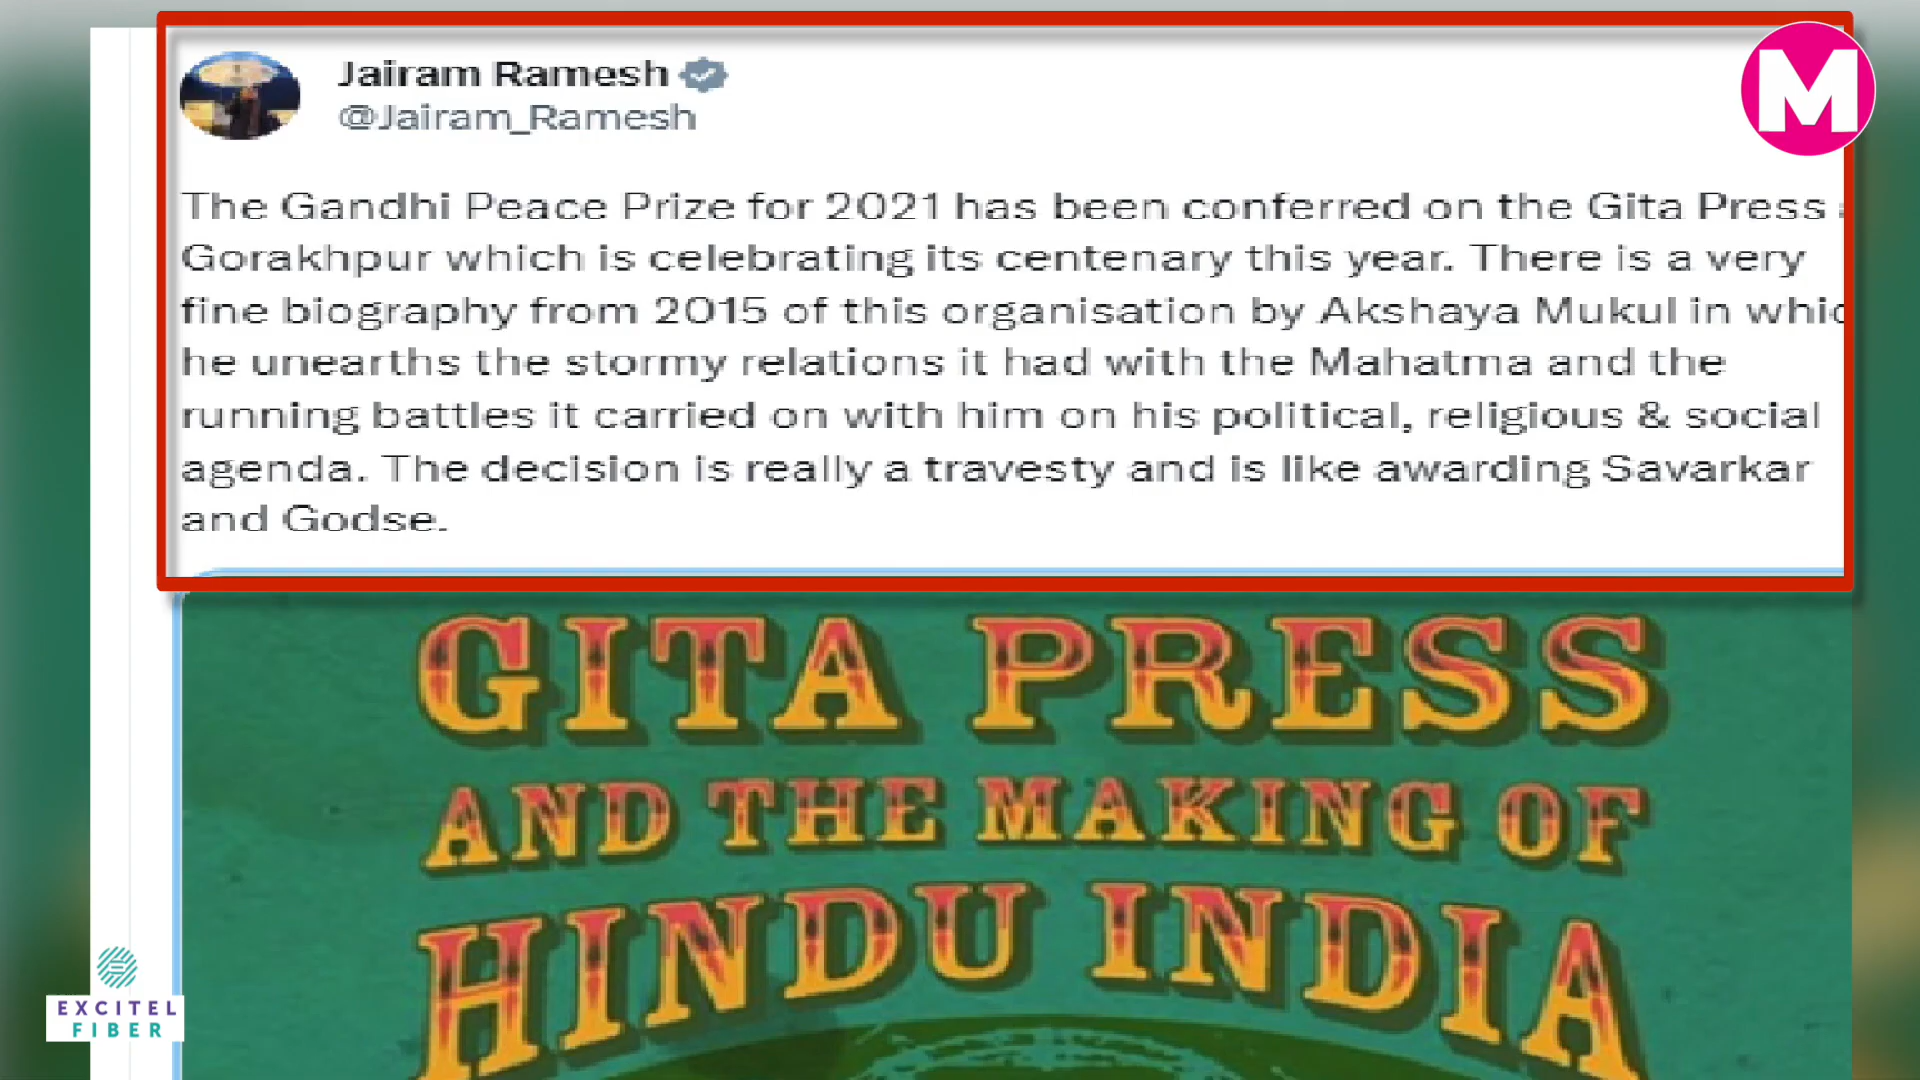 Jairam Ramesh
@Jairam_Ramesh
M
The Gandhi Peace Prize for 2021 has been conferred on the Gita Press
Gorakhpur which is celebrating its centenary this year. There is a very
fine biography from 2015 of this organisation by Akshaya Mukul in whic
he unearths the stormy relations it had with the Mahatma and the
running battles it carried on with him on his political, religious & social
agenda. The decision is really a travesty and is like awarding Savarkar
and Godse.
GITA PRESS
AND THE MAKING OF
HINDU INDIA
EXCITEL
FIBER